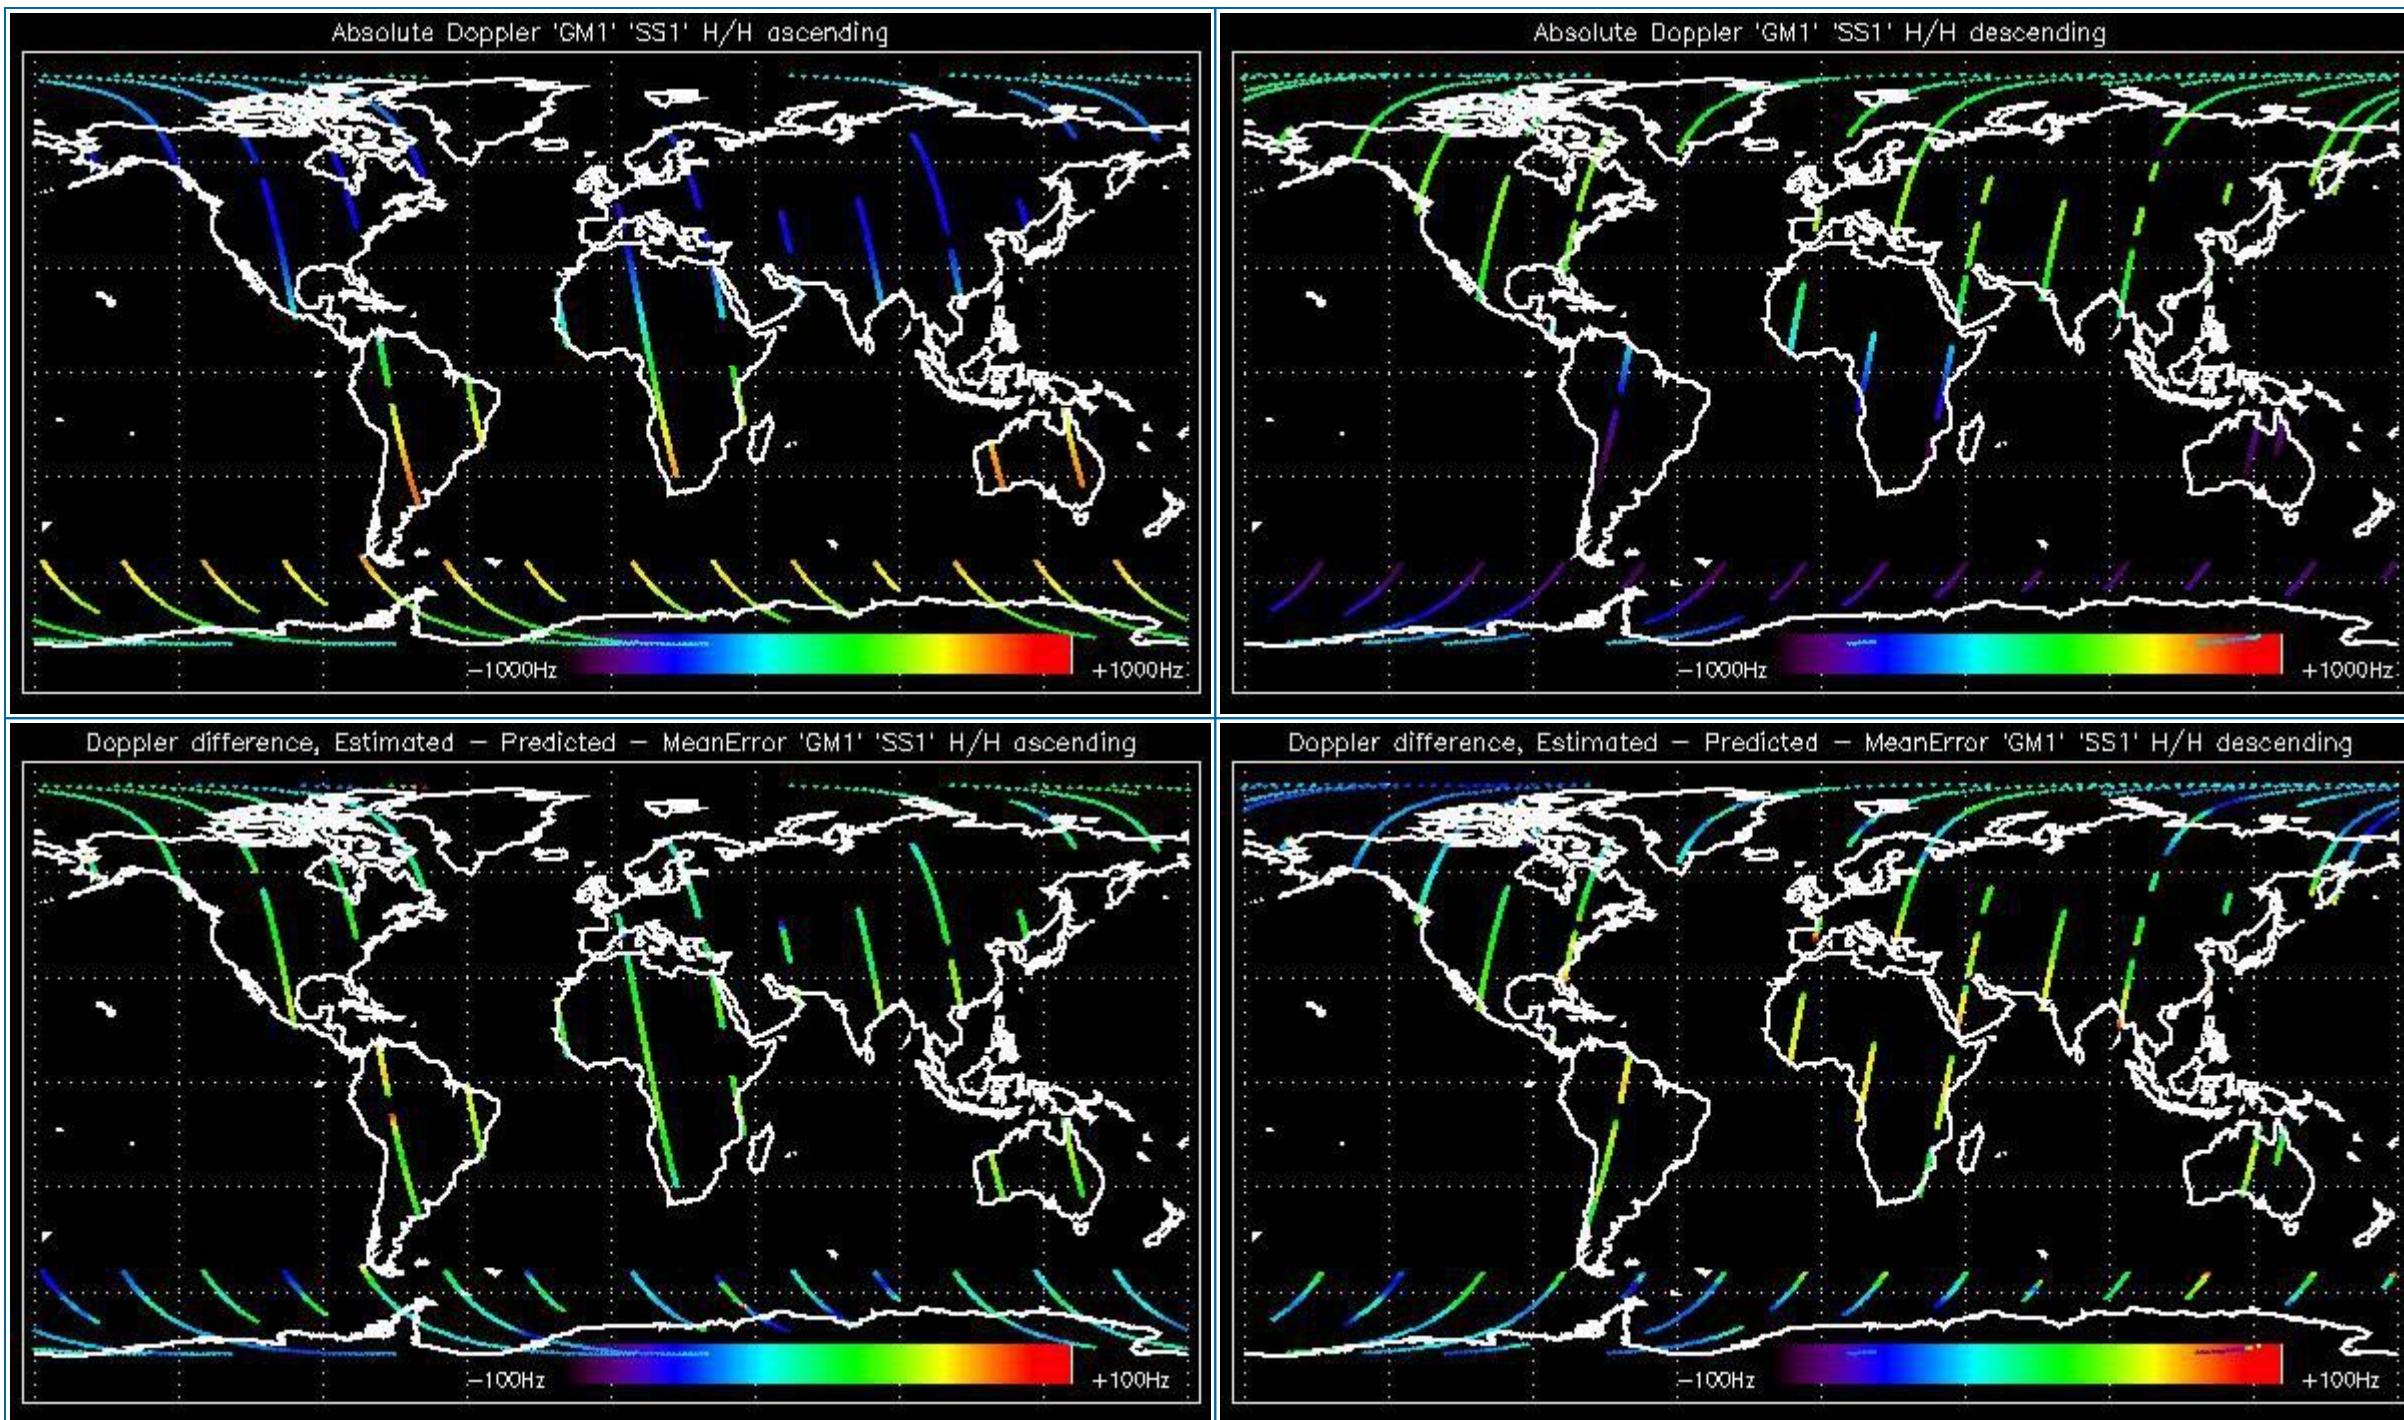 Absolute Doppler 'GM1' 'SS1' H/H ascending
-1000Hz
+1000Hz
Absolute Doppler 'GM1' 'SS1' H/H descending
-1000Hz
+1000Hz
Doppler difference, Estimated - Predicted - MeanError 'GM1' 'SS1' H/H ascending
-100Hz
+100Hz
Doppler difference, Estimated - Predicted - MeanError 'GM1' 'SS1' H/H descending
-100Hz
+100Hz